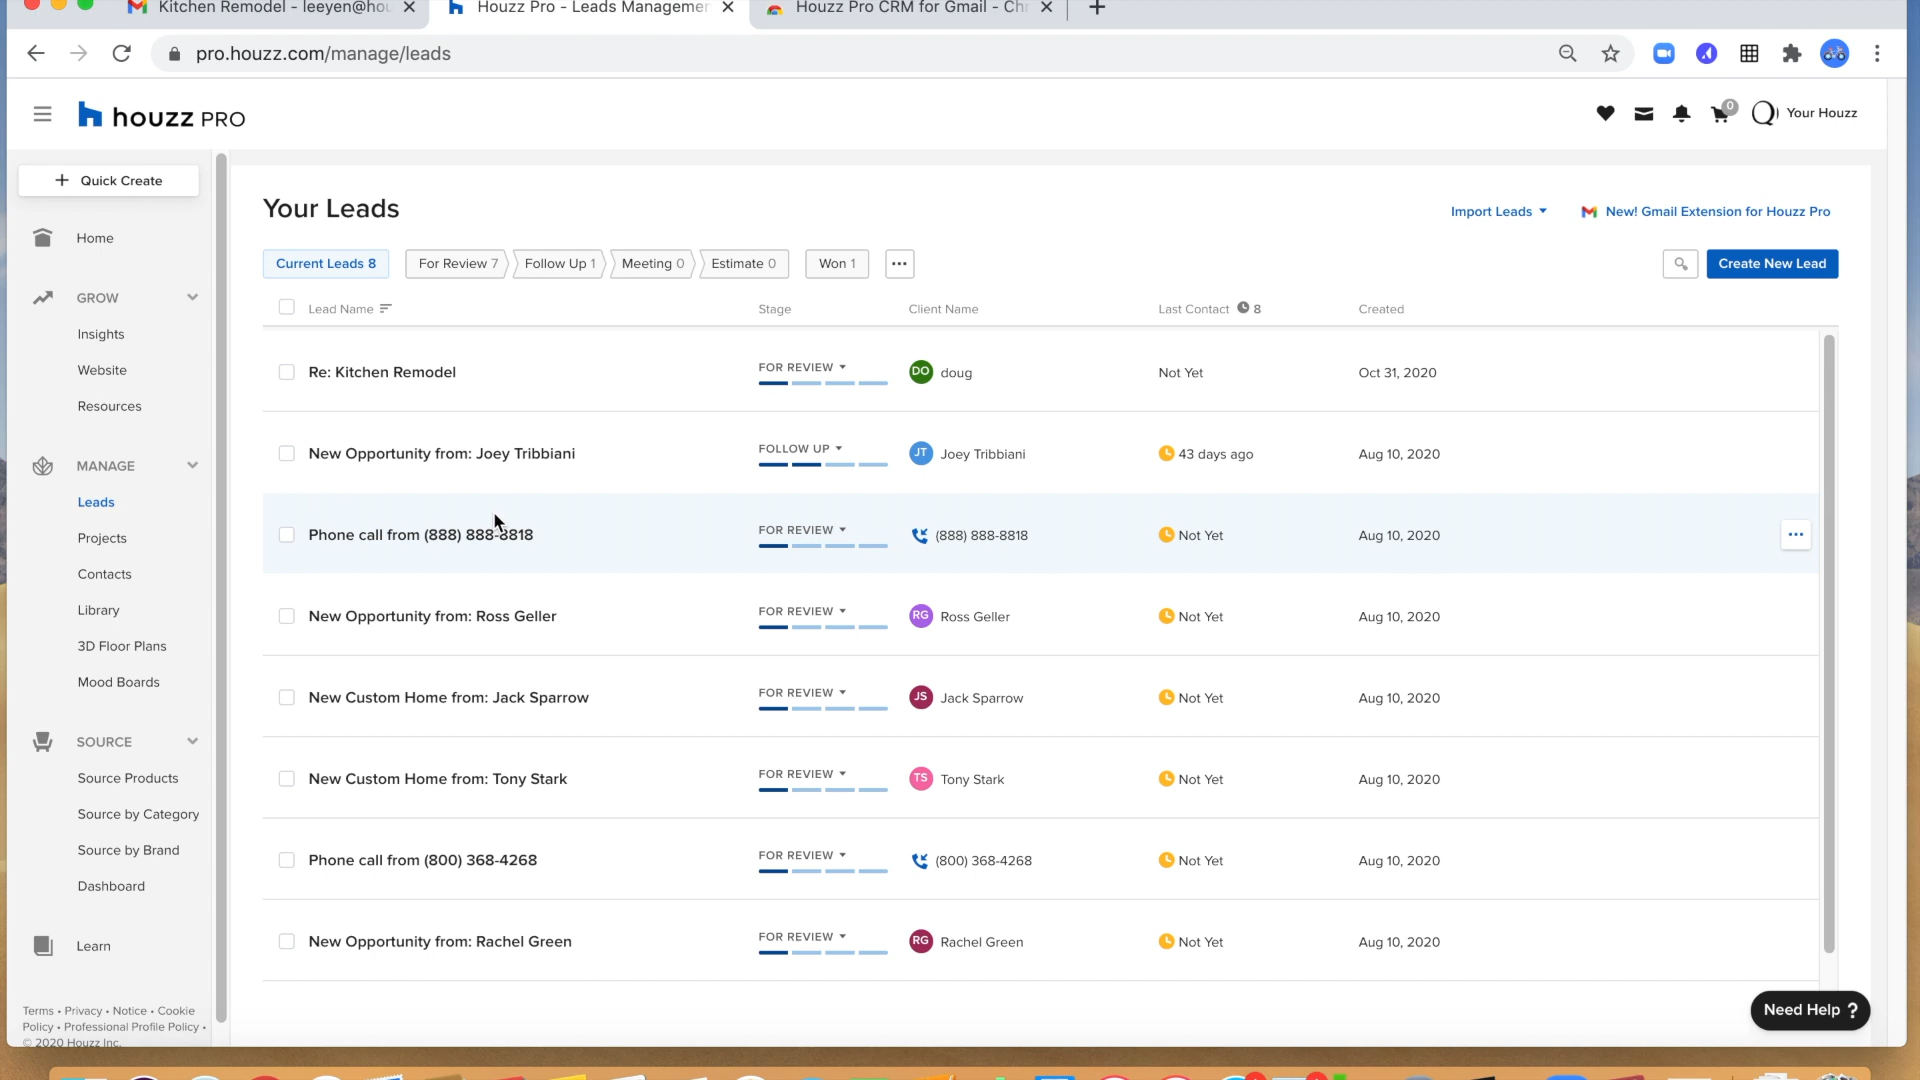 Kitchen Remodel - leeyen@hou
Houzz Pro - Leads Managemen
Houzz Pro CRM for Gmail - Chr
pro.houzz.com/manage/leads
houzz PRO
0
Your Houzz
Quick Create
Home
GROW
Insights
Website
Resources
MANAGE
Leads
Projects
Contacts
Library
3D Floor Plans
Mood Boards
SOURCE
Source Products
Source by Category
Source by Brand
Dashboard
Learn
Terms • Privacy • Notice • Cookie
Policy • Professional Profile Policy •
© 2020 Houzz Inc.
Your Leads
Import Leads
New! Gmail Extension for Houzz Pro
Current Leads 8 For Review 7 Follow Up 1 Meeting 0 Estimate 0 Won 1 ...
Create New Lead
Lead Name Stage Client Name Last Contact 8 Created
Re: Kitchen Remodel FOR REVIEW DO doug Not Yet Oct 31, 2020
New Opportunity from: Joey Tribbiani FOLLOW UP JT Joey Tribbiani 43 days ago Aug 10, 2020
Phone call from (888) 888-8818 FOR REVIEW (888) 888-8818 Not Yet Aug 10, 2020 ...
New Opportunity from: Ross Geller FOR REVIEW RG Ross Geller Not Yet Aug 10, 2020
New Custom Home from: Jack Sparrow FOR REVIEW JS Jack Sparrow Not Yet Aug 10, 2020
New Custom Home from: Tony Stark FOR REVIEW TS Tony Stark Not Yet Aug 10, 2020
Phone call from (800) 368-4268 FOR REVIEW (800) 368-4268 Not Yet Aug 10, 2020
New Opportunity from: Rachel Green FOR REVIEW RG Rachel Green Not Yet Aug 10, 2020
Need Help ?